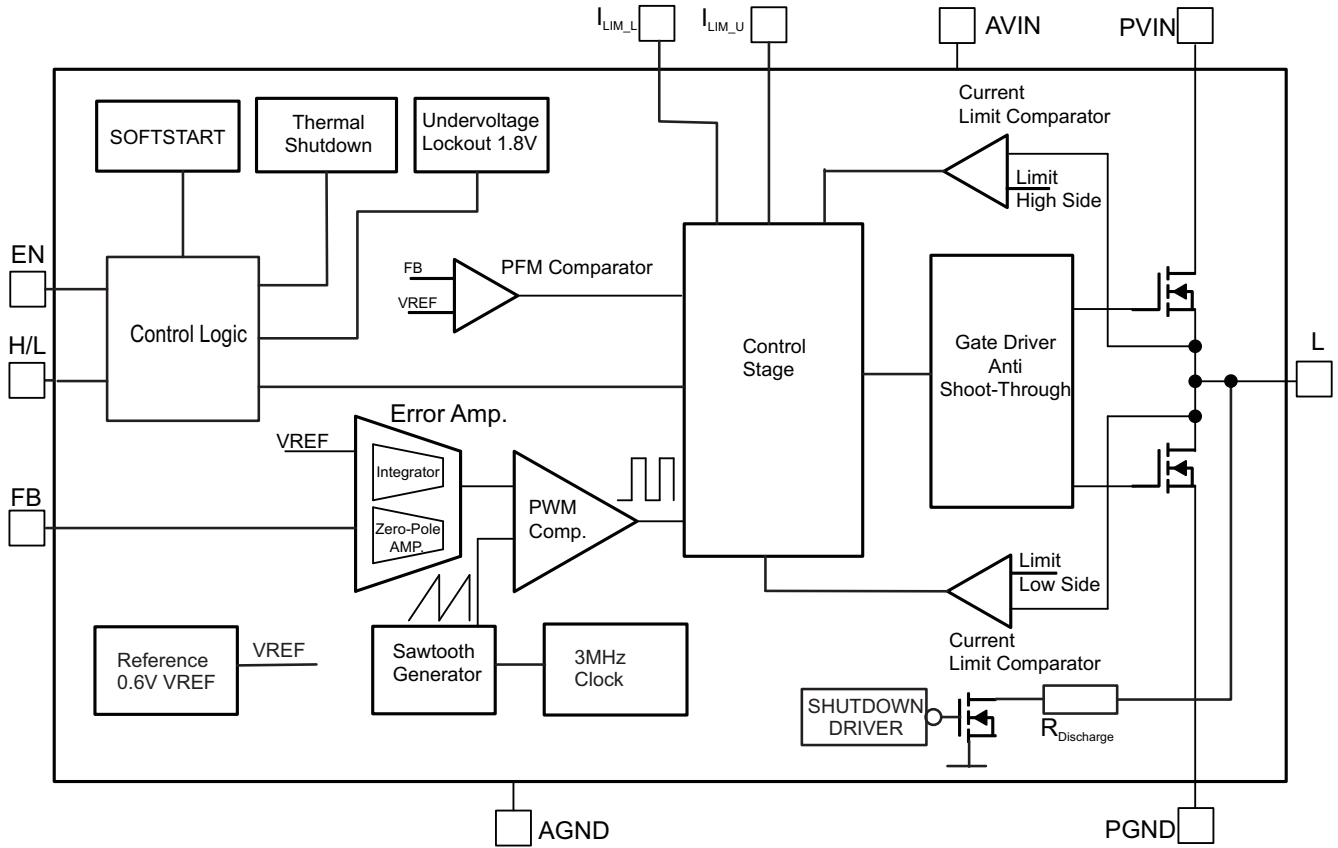 I LIM_L
I LIM_U
AVIN
PVIN
SOFTSTART
Thermal
Shutdown
Undervoltage
Lockout 1.8V
Current
Limit Comparator
Limit
High Side
EN
H/L
FB
Control Logic
FB
VREF
PFM Comparator
Control
Stage
Gate Driver
Anti
Shoot-Through
L
Error Amp.
VREF
Integrator
Zero-Pole
AMP.
PWM
Comp.
Limit
Low Side
Current
Limit Comparator
Reference
0.6V VREF
VREF
Sawtooth
Generator
3MHz
Clock
SHUTDOWN
DRIVER
R Discharge
AGND
PGND